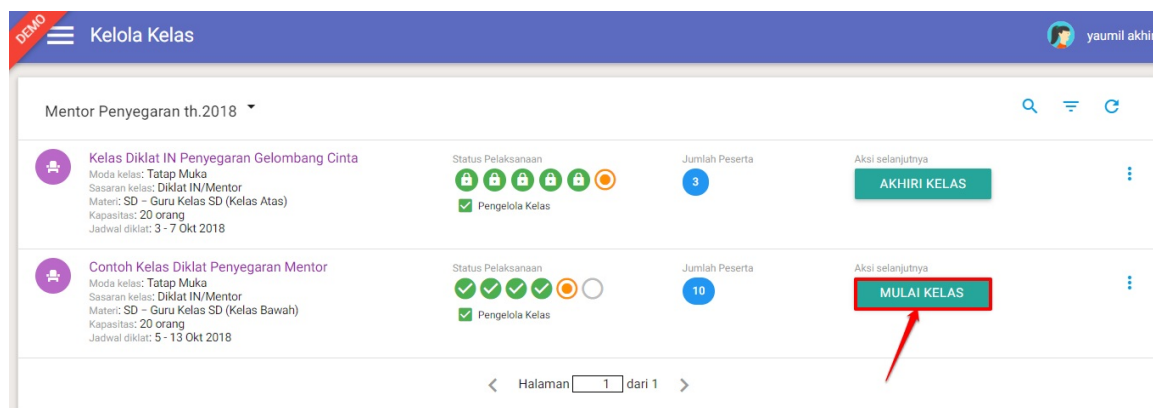 DEMO
Kelola Kelas
yaumil akhir
Mentor Penyegaran th.2018
Kelas Diklat IN Penyegaran Gelombang Cinta
Moda kelas: Tatap Muka
Sasaran kelas: Diklat IN/Mentor
Materi: SD – Guru Kelas SD (Kelas Atas)
Kapasitas: 20 orang
Jadwal diklat: 3 - 7 Okt 2018
Status Pelaksanaan
Pengelola Kelas
Jumlah Peserta
3
Aksi selanjutnya
AKHIRI KELAS
Contoh Kelas Diklat Penyegaran Mentor
Moda kelas: Tatap Muka
Sasaran kelas: Diklat IN/Mentor
Materi: SD – Guru Kelas SD (Kelas Bawah)
Kapasitas: 20 orang
Jadwal diklat: 5 - 13 Okt 2018
Status Pelaksanaan
Pengelola Kelas
Jumlah Peserta
10
Aksi selanjutnya
MULAI KELAS
Halaman 1 dari 1